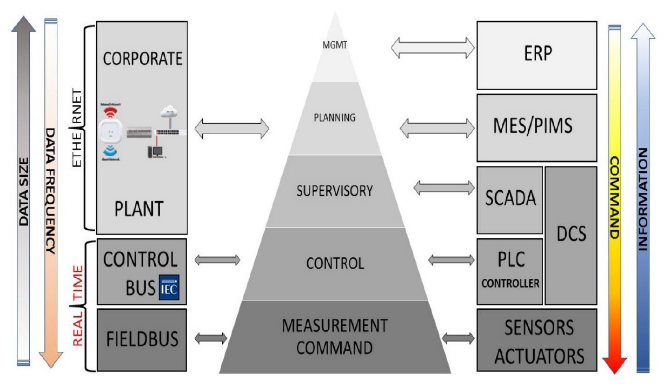 DATA SIZE
DATA FREQUENCY
ETHERNET
REAL TIME
CORPORATE
PLANT
CONTROL
BUS IEC
FIELDBUS
MGMT
PLANNING
SUPERVISORY
CONTROL
MEASUREMENT
COMMAND
ERP
MES/PIMS
SCADA
DCS
PLC
CONTROLLER
SENSORS
ACTUATORS
COMMAND
INFORMATION